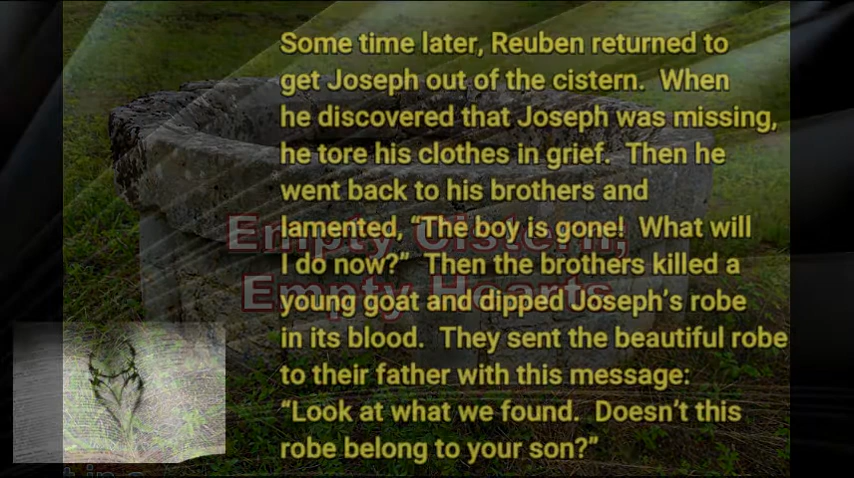 Some time later, Reuben returned to
get Joseph out of the cistern. When
he discovered that Joseph was missing,
he tore his clothes in grief. Then he
went back to his brothers and
lamented, “The boy is gone! What will
I do now?” Then the brothers killed a
young goat and dipped Joseph’s robe
in its blood. They sent the beautiful robe
to their father with this message:
“Look at what we found. Doesn’t this
robe belong to your son?”
Empty Cistern;
Empty Hearts